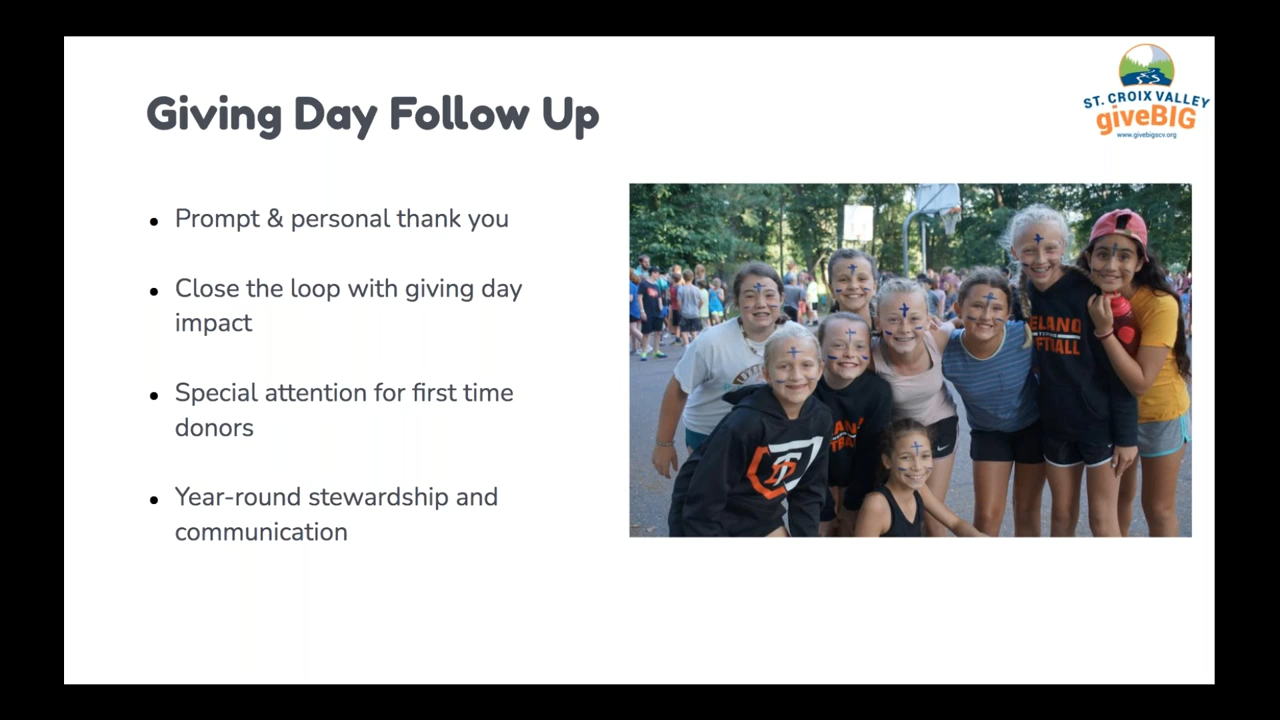 Giving Day Follow Up
ST. CROIX VALLEY
giveBIG
www.givebigscv.org
• Prompt & personal thank you
• Close the loop with giving day
impact
• Special attention for first time
donors
• Year-round stewardship and
communication